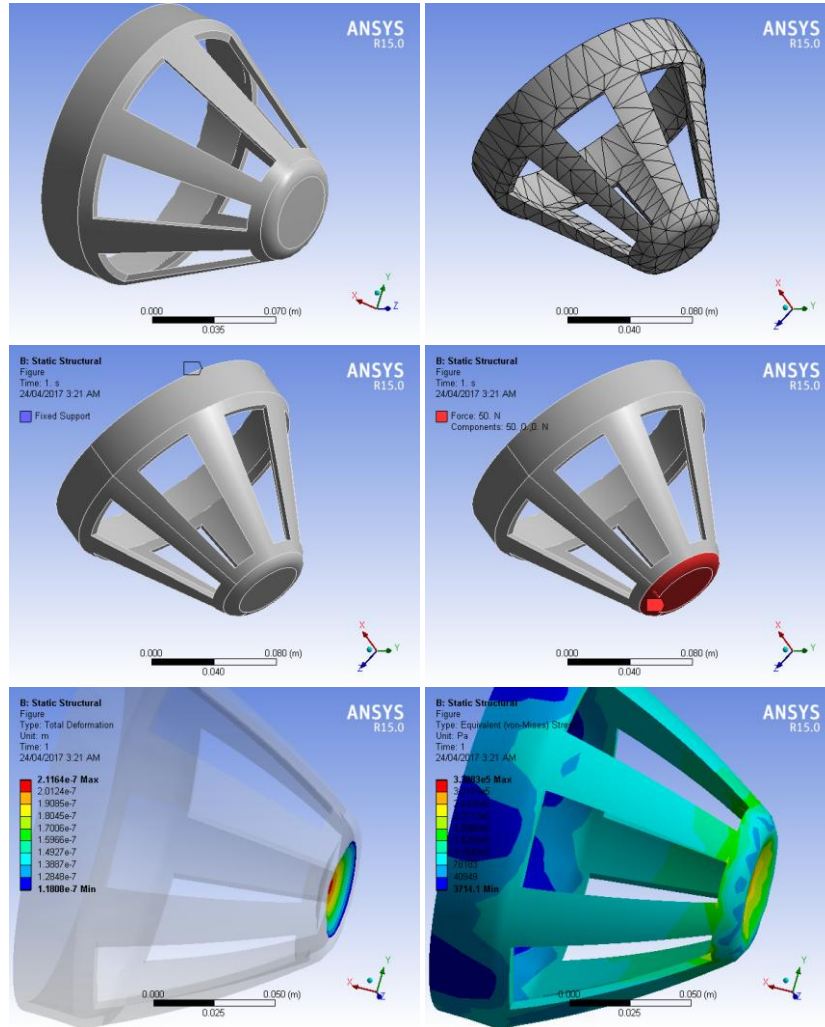 ANSYS
R15.0
0.000
0.070 (m)
0.035
X
Y
Z
ANSYS
R15.0
0.000
0.080 (m)
0.040
X
Y
Z
B: Static Structural
Figure
Time: 1. s
24/04/2017 3:21 AM
Fixed Support
ANSYS
R15.0
0.000
0.080 (m)
0.040
X
Y
Z
B: Static Structural
Figure
Time: 1. s
24/04/2017 3:21 AM
Force: 50. N
Components: 50.,0.,0. N
ANSYS
R15.0
0.000
0.080 (m)
0.040
X
Y
Z
B: Static Structural
Figure
Type: Total Deformation
Unit: m
Time: 1
24/04/2017 3:21 AM
2.1164e-7 Max
2.0124e-7
1.9085e-7
1.8045e-7
1.7006e-7
1.5966e-7
1.4927e-7
1.3887e-7
1.2848e-7
1.1808e-7 Min
ANSYS
R15.0
0.000
0.050 (m)
0.025
X
Y
Z
B: Static Structural
Figure
Type: Equivalent (von-Mises)
Unit: Pa
Time: 1
24/04/2017 3:21 AM
Max
40949
3714.1 Min
ANSYS
R15.0
0.000
0.050 (m)
0.025
X
Y
Z